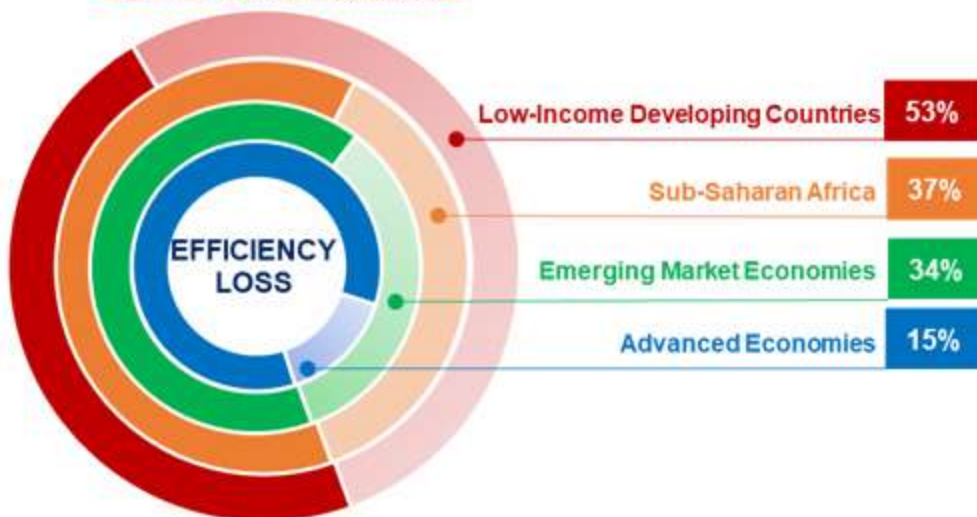 Low-Income Developing Countries 53%
Sub-Saharan Africa 37%
EFFICIENCY
LOSS
Emerging Market Economies 34%
Advanced Economies 15%